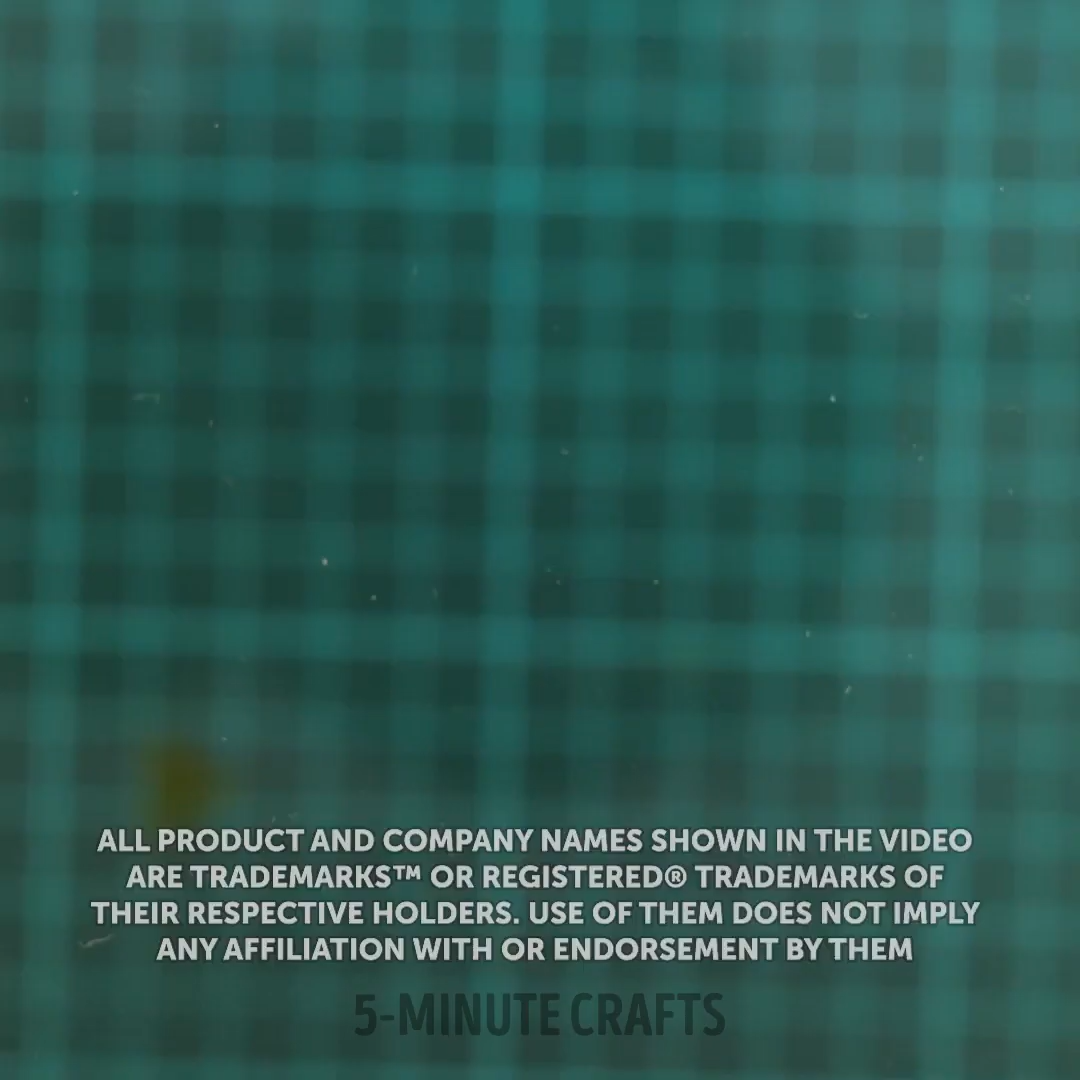 ALL PRODUCT AND COMPANY NAMES SHOWN IN THE VIDEO
ARE TRADEMARKS™ OR REGISTERED® TRADEMARKS OF
THEIR RESPECTIVE HOLDERS. USE OF THEM DOES NOT IMPLY
ANY AFFILIATION WITH OR ENDORSEMENT BY THEM
5-MINUTE CRAFTS